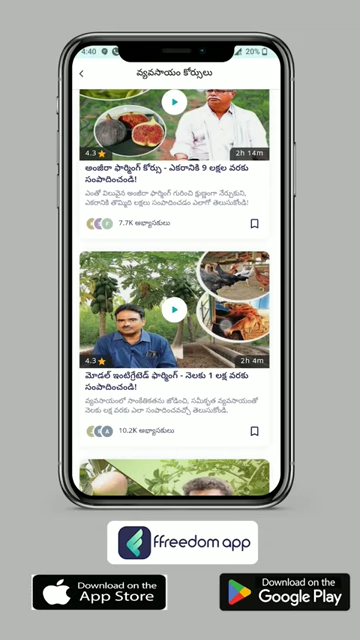 4:40
20%
వ్యవసాయం కోర్సులు
4.3
2h 14m
అంజీరా ఫార్మింగ్ కోర్సు - ఎకరానికి 9 లక్షల వరకు
సంపాదించండి!
ఎంతో విలువైన అంజీరా ఫార్మింగ్ గురించి క్షుణ్ణంగా నేర్చుకుని,
ఎకరానికి తొమ్మిది లక్షలు సంపాదించడం ఎలాగో తెలుసుకోండి!
7.7K అభ్యాసకులు
4.3
2h 4m
మోడల్ ఇంటిగ్రేటెడ్ ఫార్మింగ్ - నెలకు 1 లక్ష వరకు
సంపాదించండి!
వ్యవసాయంలో సాంకేతికతను జోడించి, సమీకృత వ్యవసాయంతో
నెలకు లక్ష వరకు ఎలా సంపాదించవచ్చో తెలుసుకోండి.
10.2K అభ్యాసకులు
ffreedom app
Download on the
App Store
Download on the
Google Play